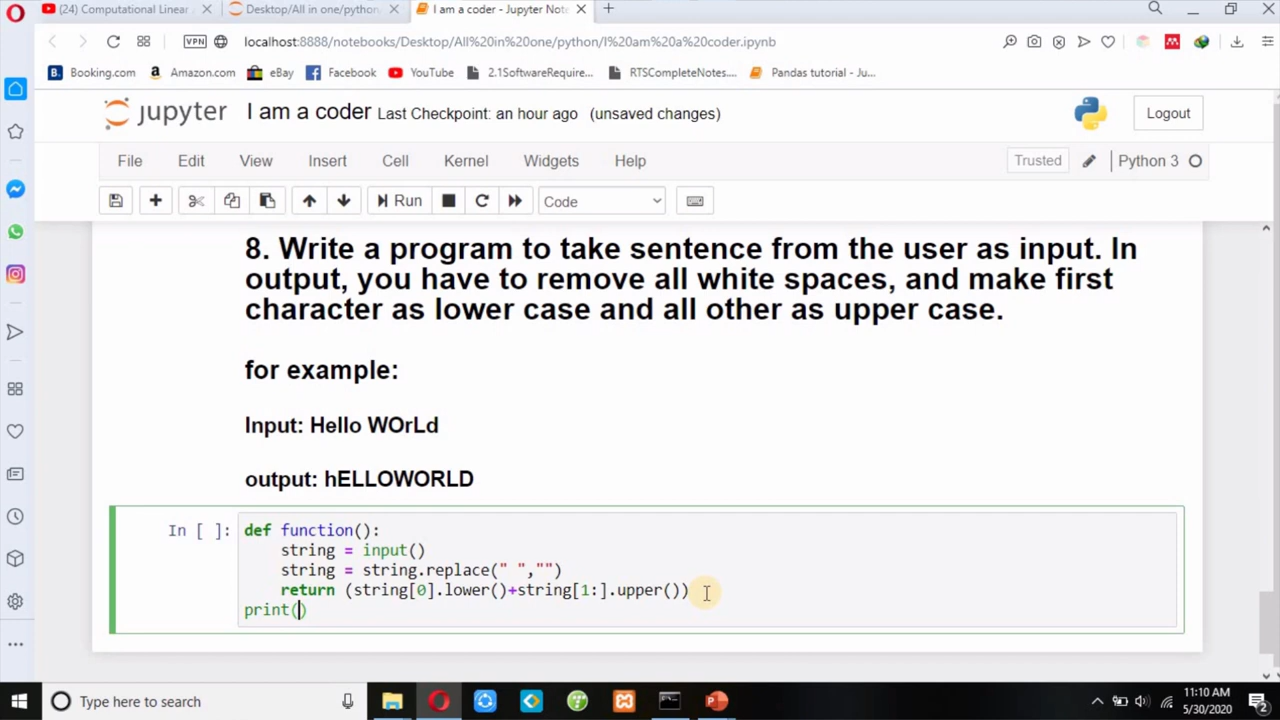 (24) Computational Linear
Desktop/All in one/python
I am a coder - Jupyter Not
VPN
localhost:8888/notebooks/Desktop/All%20in%20one/python/I%20am%20a%20coder.ipynb
Booking.com
Amazon.com
eBay
Facebook
YouTube
2.1SoftwareRequire...
RTSCompleteNotes....
Pandas tutorial - Ju...
jupyter
I am a coder Last Checkpoint: an hour ago (unsaved changes)
Logout
File
Edit
View
Insert
Cell
Kernel
Widgets
Help
Trusted
Python 3
Run
Code
8. Write a program to take sentence from the user as input. In
output, you have to remove all white spaces, and make first
character as lower case and all other as upper case.
for example:
Input: Hello WOrLd
output: hELLOWORLD
In [ ]:
def function():
    string = input()
    string = string.replace(" ","")
    return (string[0].lower()+string[1:].upper())
print()
Type here to search
11:10 AM
5/30/2020
2